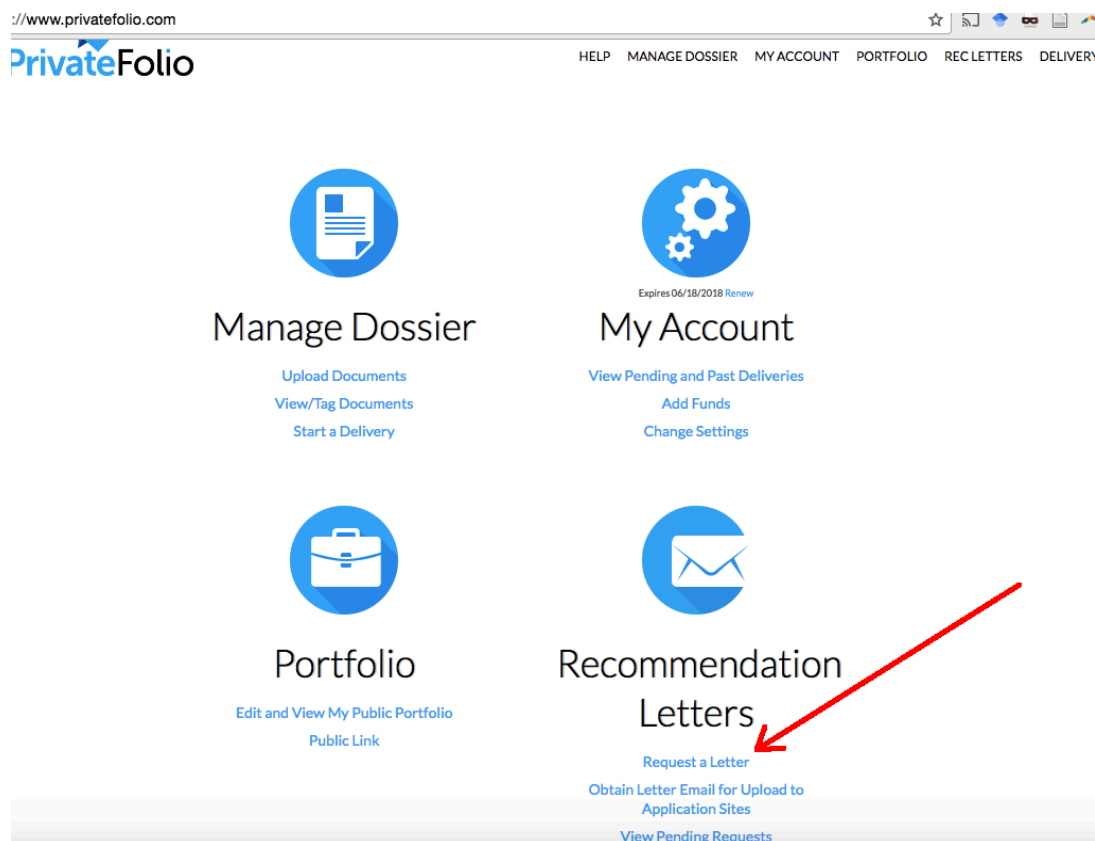 ://www.privatefolio.com
PrivateFolio
HELP MANAGE DOSSIER MY ACCOUNT PORTFOLIO REC LETTERS DELIVERY
Expires 06/18/2018 Renew
Manage Dossier
My Account
Upload Documents
View Pending and Past Deliveries
View/Tag Documents
Add Funds
Start a Delivery
Change Settings
Portfolio
Recommendation
Letters
Edit and View My Public Portfolio
Public Link
Request a Letter
Obtain Letter Email for Upload to
Application Sites
View Pending Requests